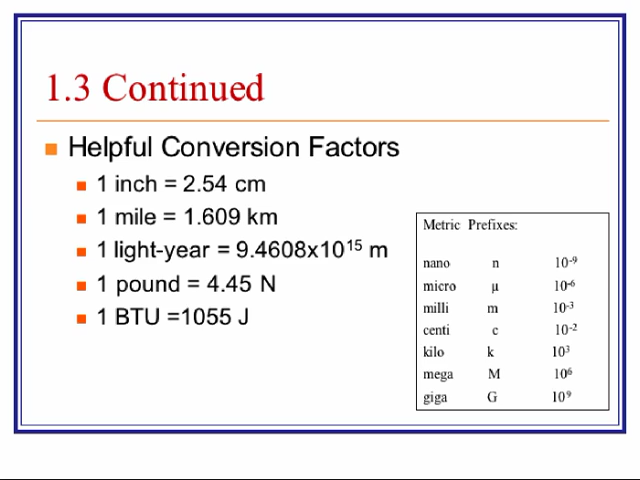 1.3 Continued
Helpful Conversion Factors
1 inch = 2.54 cm
1 mile = 1.609 km
1 light-year = 9.4608x10¹⁵ m
1 pound = 4.45 N
1 BTU =1055 J
Metric Prefixes:
nano n 10⁻⁹
micro μ 10⁻⁶
milli m 10⁻³
centi c 10⁻²
kilo k 10³
mega M 10⁶
giga G 10⁹